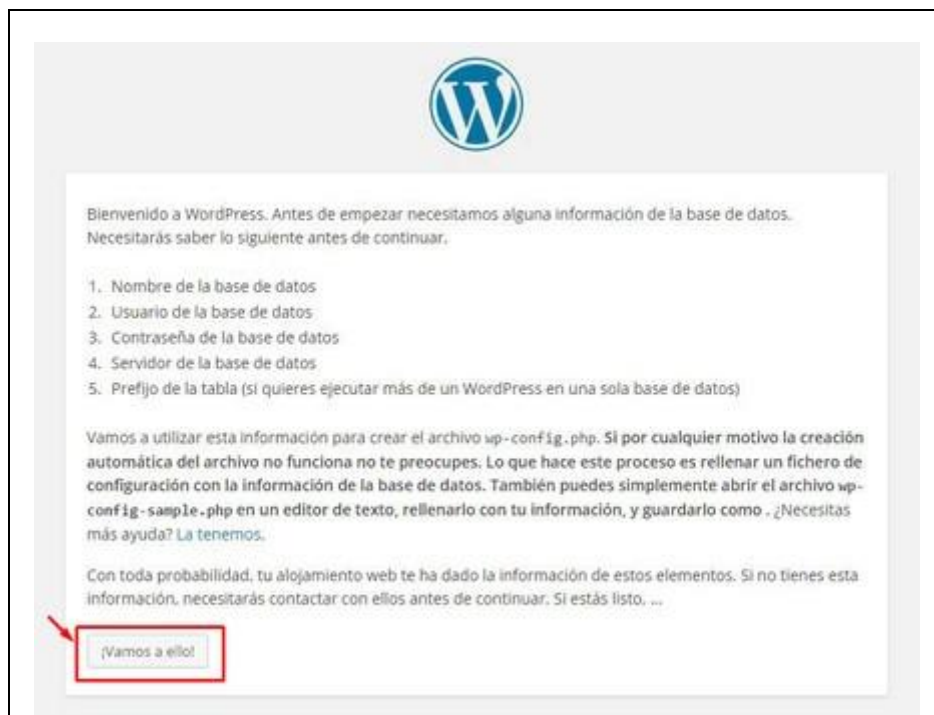 Bienvenido a WordPress. Antes de empezar necesitamos alguna información de la base de datos.
Necesitarás saber lo siguiente antes de continuar.
1. Nombre de la base de datos
2. Usuario de la base de datos
3. Contraseña de la base de datos
4. Servidor de la base de datos
5. Prefijo de la tabla (si quieres ejecutar más de un WordPress en una sola base de datos)
Vamos a utilizar esta información para crear el archivo wp-config.php. Si por cualquier motivo la creación
automática del archivo no funciona no te preocupes. Lo que hace este proceso es rellenar un fichero de
configuración con la información de la base de datos. También puedes simplemente abrir el archivo wp-
config-sample.php en un editor de texto, rellenarlo con tu información, y guardarlo como . ¿Necesitas
más ayuda? La tenemos.
Con toda probabilidad, tu alojamiento web te ha dado la información de estos elementos. Si no tienes esta
información, necesitarás contactar con ellos antes de continuar. Si estás listo, ...
¡Vamos a ello!